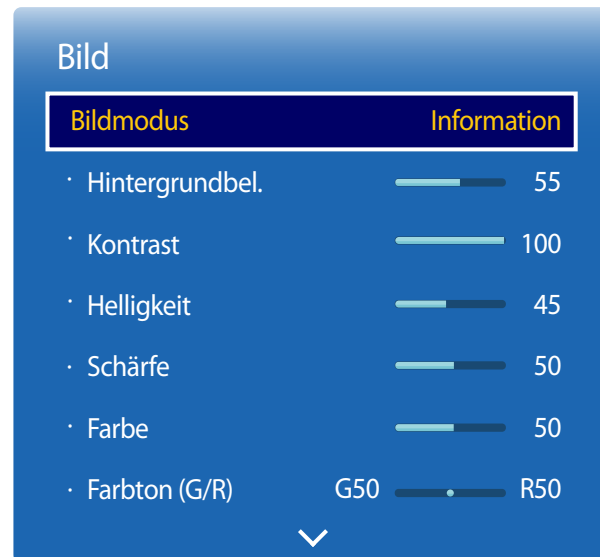 Bild
Bildmodus Information
· Hintergrundbel. 55
· Kontrast 100
· Helligkeit 45
· Schärfe 50
· Farbe 50
· Farbton (G/R) G50 R50